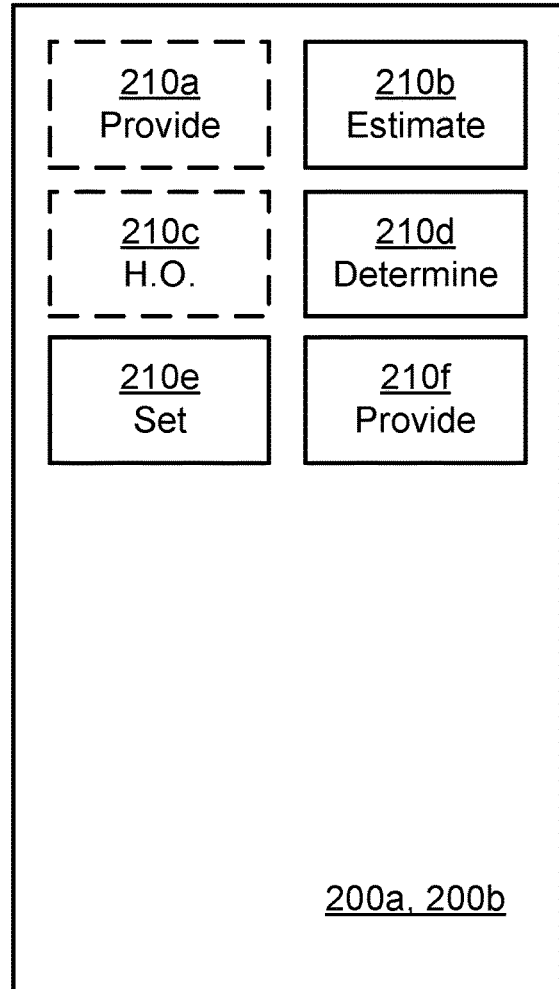 210a
Provide
210b
Estimate
210c
H.O.
210d
Determine
210e
Set
210f
Provide
200a, 200b